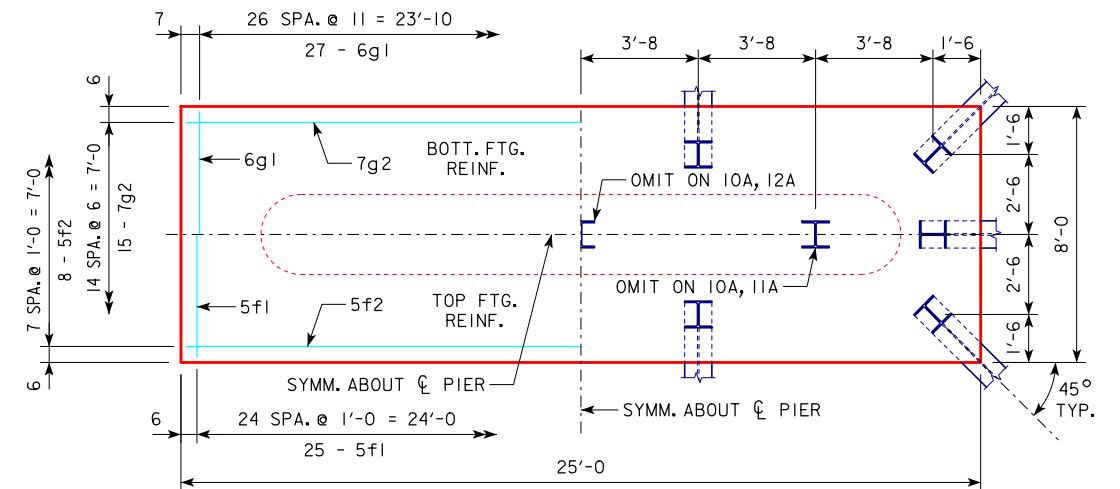 7
26 SPA. @ 11 = 23'-10
27 - 6g1
3'-8
3'-8
3'-8
1'-6
6
6g1
7g2
BOTT. FTG.
REINF.
OMIT ON 10A, 12A
1'-6
2'-6
8'-0
2'-6
1'-6
7 SPA. @ 1'-0 = 7'-0
8 - 5f2
14 SPA. @ 6 = 7'-0
15 - 7g2
OMIT ON 10A, 11A
5f1
5f2
TOP FTG.
REINF.
6
SYMM. ABOUT ℄ PIER
SYMM. ABOUT ℄ PIER
45°
TYP.
6
24 SPA. @ 1'-0 = 24'-0
25 - 5f1
25'-0